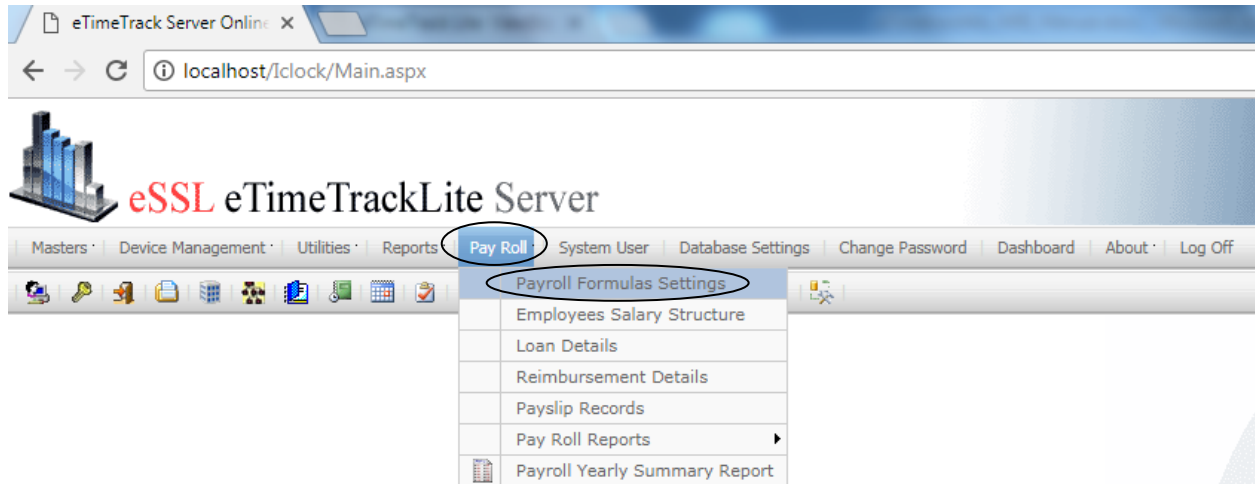 eTimeTrack Server Online
localhost/Iclock/Main.aspx
eSSL eTimeTrackLite Server
Masters Device Management Utilities Reports Pay Roll System User Database Settings Change Password Dashboard About Log Off
Payroll Formulas Settings
Employees Salary Structure
Loan Details
Reimbursement Details
Payslip Records
Pay Roll Reports
Payroll Yearly Summary Report